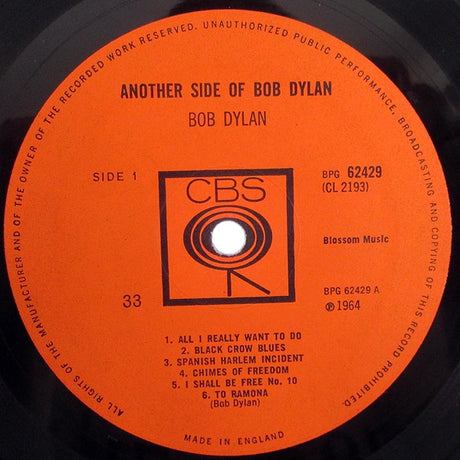 ALL RIGHTS OF THE MANUFACTURER AND OF THE OWNER OF THE RECORDED WORK RESERVED. UNAUTHORIZED PUBLIC PERFORMANCE, BROADCASTING AND COPYING OF THIS RECORD PROHIBITED.
ANOTHER SIDE OF BOB DYLAN
BOB DYLAN
SIDE 1
BPG 62429
(CL 2193)
CBS
Blossom Music
33
BPG 62429 A
℗ 1964
1. ALL I REALLY WANT TO DO
2. BLACK CROW BLUES
3. SPANISH HARLEM INCIDENT
4. CHIMES OF FREEDOM
5. I SHALL BE FREE No. 10
6. TO RAMONA
(Bob Dylan)
MADE IN ENGLAND